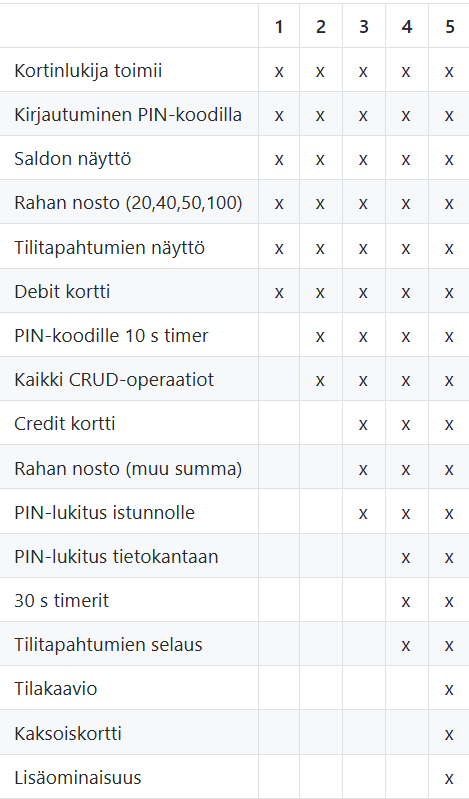 1 2 3 4 5
Kortinlukija toimii x x x x x
Kirjautuminen PIN-koodilla x x x x x
Saldon näyttö x x x x x
Rahan nosto (20,40,50,100) x x x x x
Tilitapahtumien näyttö x x x x x
Debit kortti x x x x x
PIN-koodille 10 s timer x x x x
Kaikki CRUD-operaatiot x x x x
Credit kortti x x x
Rahan nosto (muu summa) x x x
PIN-lukitus istunnolle x x x
PIN-lukitus tietokantaan x x
30 s timerit x x
Tilitapahtumien selaus x x
Tilakaavio x
Kaksoiskortti x
Lisäominaisuus x